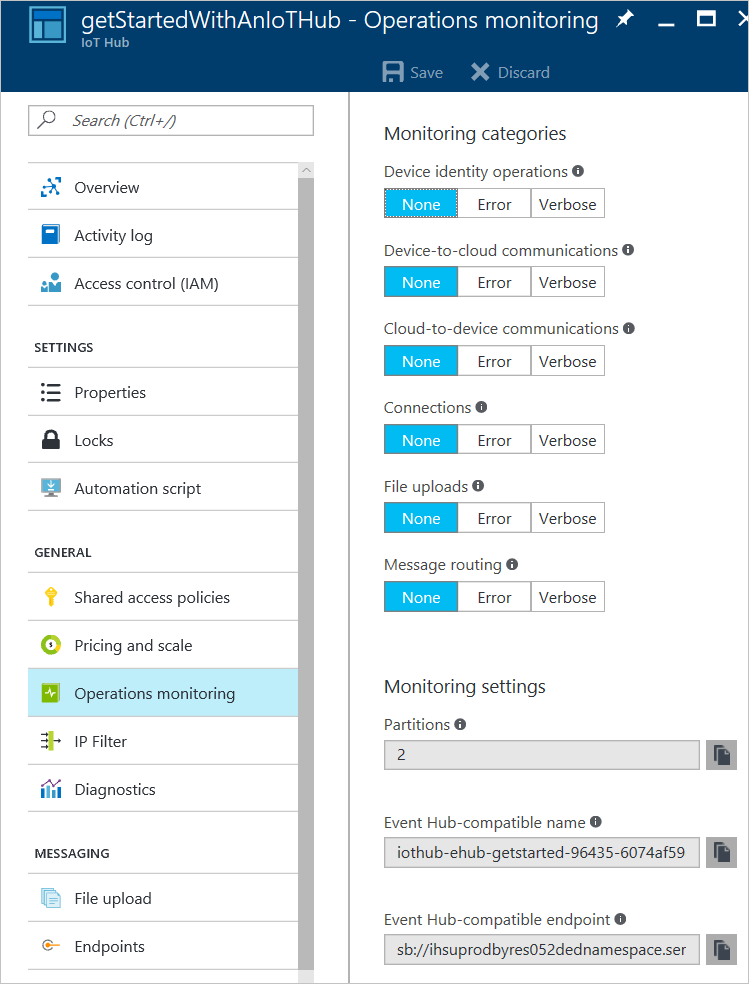 getStartedWithAnIoTHub - Operations monitoring
IoT Hub
Save
Discard
Search (Ctrl+/)
Overview
Activity log
Access control (IAM)
SETTINGS
Properties
Locks
Automation script
GENERAL
Shared access policies
Pricing and scale
Operations monitoring
IP Filter
Diagnostics
MESSAGING
File upload
Endpoints
Monitoring categories
Device identity operations
None Error Verbose
Device-to-cloud communications
None Error Verbose
Cloud-to-device communications
None Error Verbose
Connections
None Error Verbose
File uploads
None Error Verbose
Message routing
None Error Verbose
Monitoring settings
Partitions
2
Event Hub-compatible name
iothub-ehub-getstarted-96435-6074af59
Event Hub-compatible endpoint
sb://ihsuprodbyres052dednamespace.ser